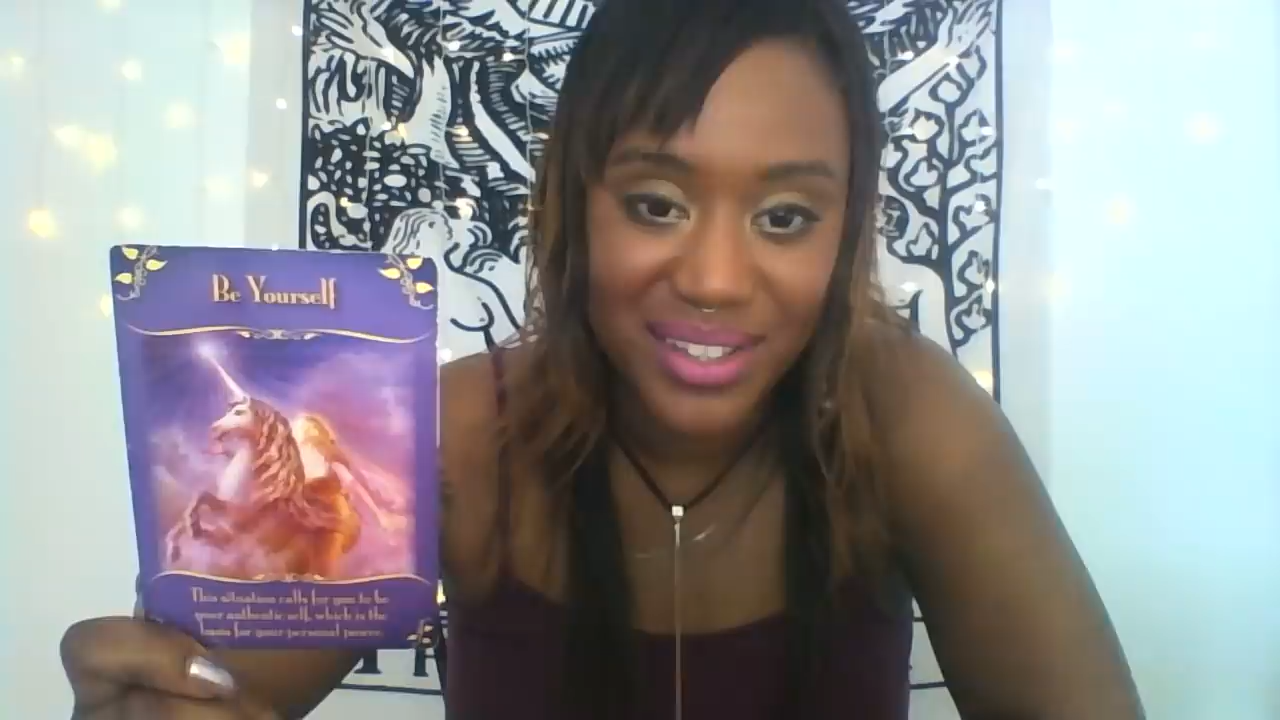 Be Yourself
This situation calls for you to be
your authentic self, which is the
basis for your personal power.